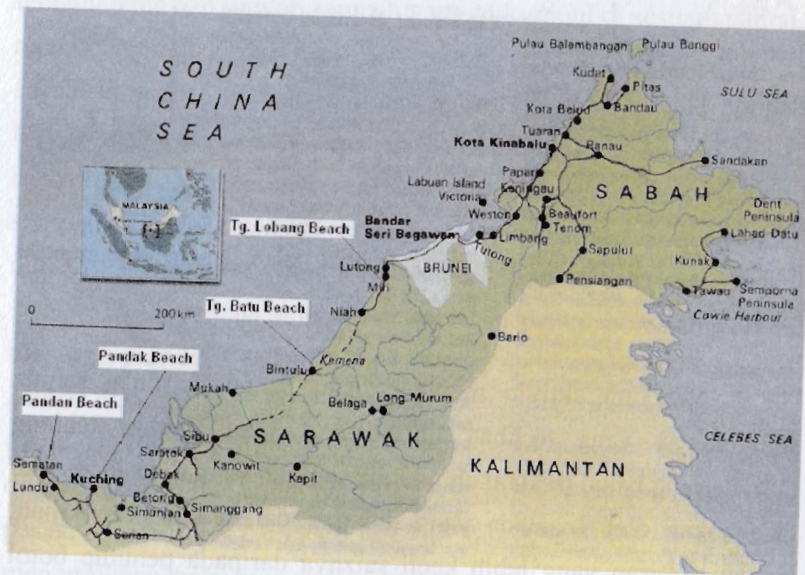 Pulau Balembangan
Pulau Banggi
Kudat
Pitas
SOUTH
CHINA
SEA
SULU SEA
Kota Belud
Bandau
Tuaran
Kota Kinabalu
Ranau
Sandakan
Papar
Labuan Island
Victoria
Keningau
SABAH
MALAYSIA
Dent
Peninsula
Weston
Beaufort
Tenom
Bandar
Seri Begawan
Tg. Lobang Beach
Limbang
Tutong
Lahad Datu
Sapulut
Kunak
Lutong
BRUNEI
Miri
Pensiangan
Tawau
Semporna
Peninsula
Cowie Harbour
0
200km
Tg. Batu Beach
Niah
Bario
Pandak Beach
Kemena
Bintulu
Mukah
Belaga
Long Murum
Pandan Beach
Sibu
SARAWAK
CELEBES SEA
Saratok
Kanowit
KALIMANTAN
Sematan
Kapit
Lundu
Kuching
Debak
Betong
Simunjan
Simanggang
Serian